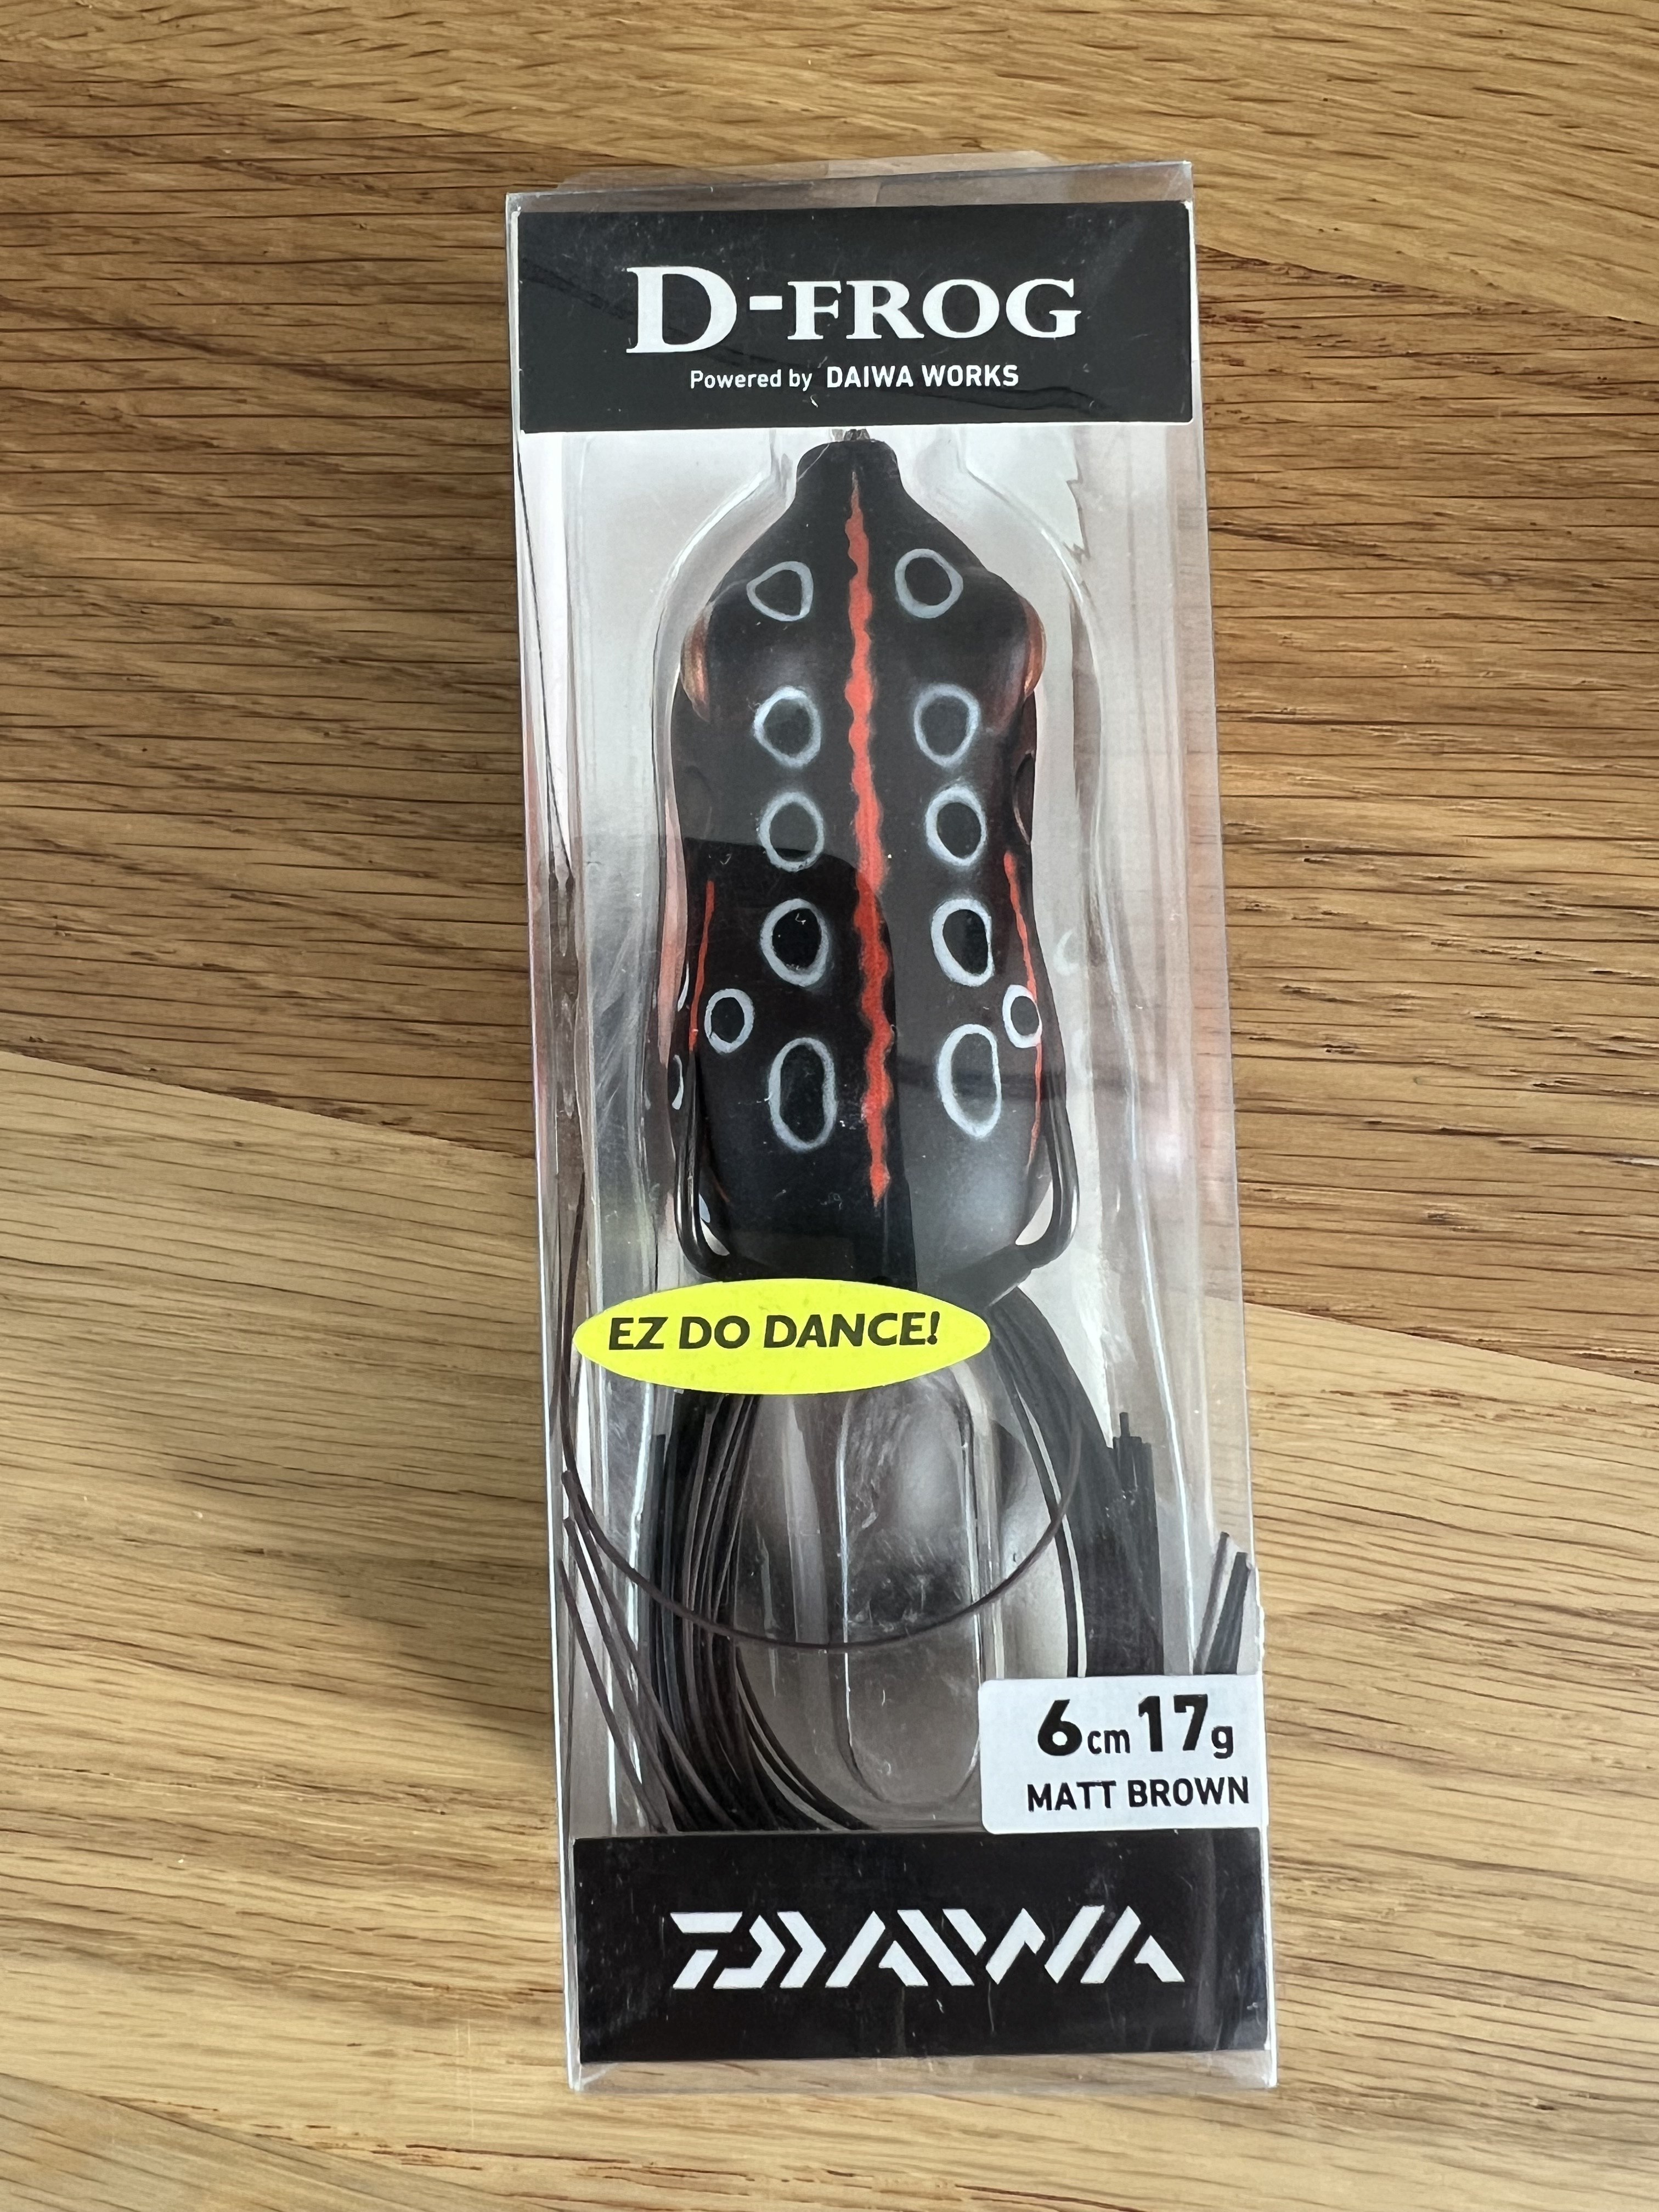 D-FROG
Powered by DAIWA WORKS
EZ DO DANCE!
6cm 17g
MATT BROWN
DAIWA